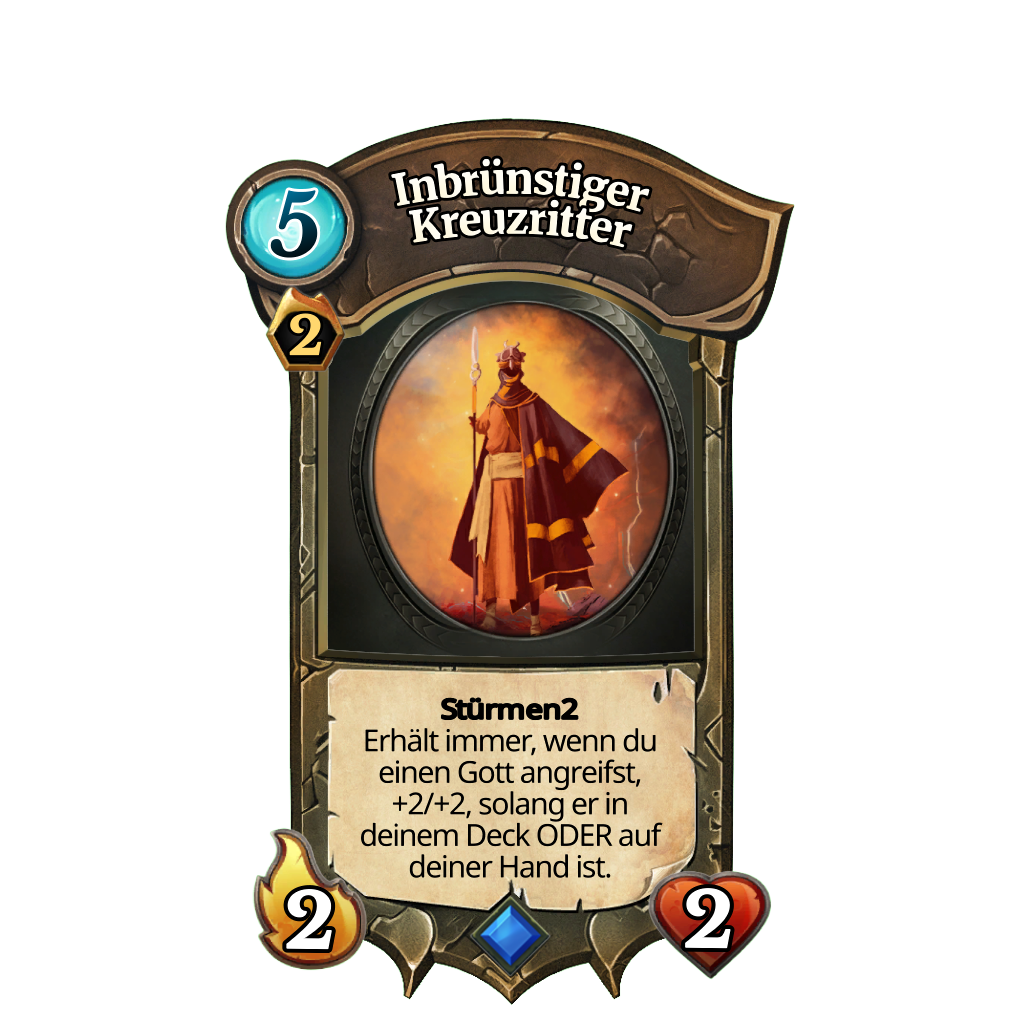 Inbrünstiger
Kreuzritter
5
2
Stürmen2
Erhält immer, wenn du
einen Gott angreifst,
+2/+2, solang er in
deinem Deck ODER auf
deiner Hand ist.
2
2